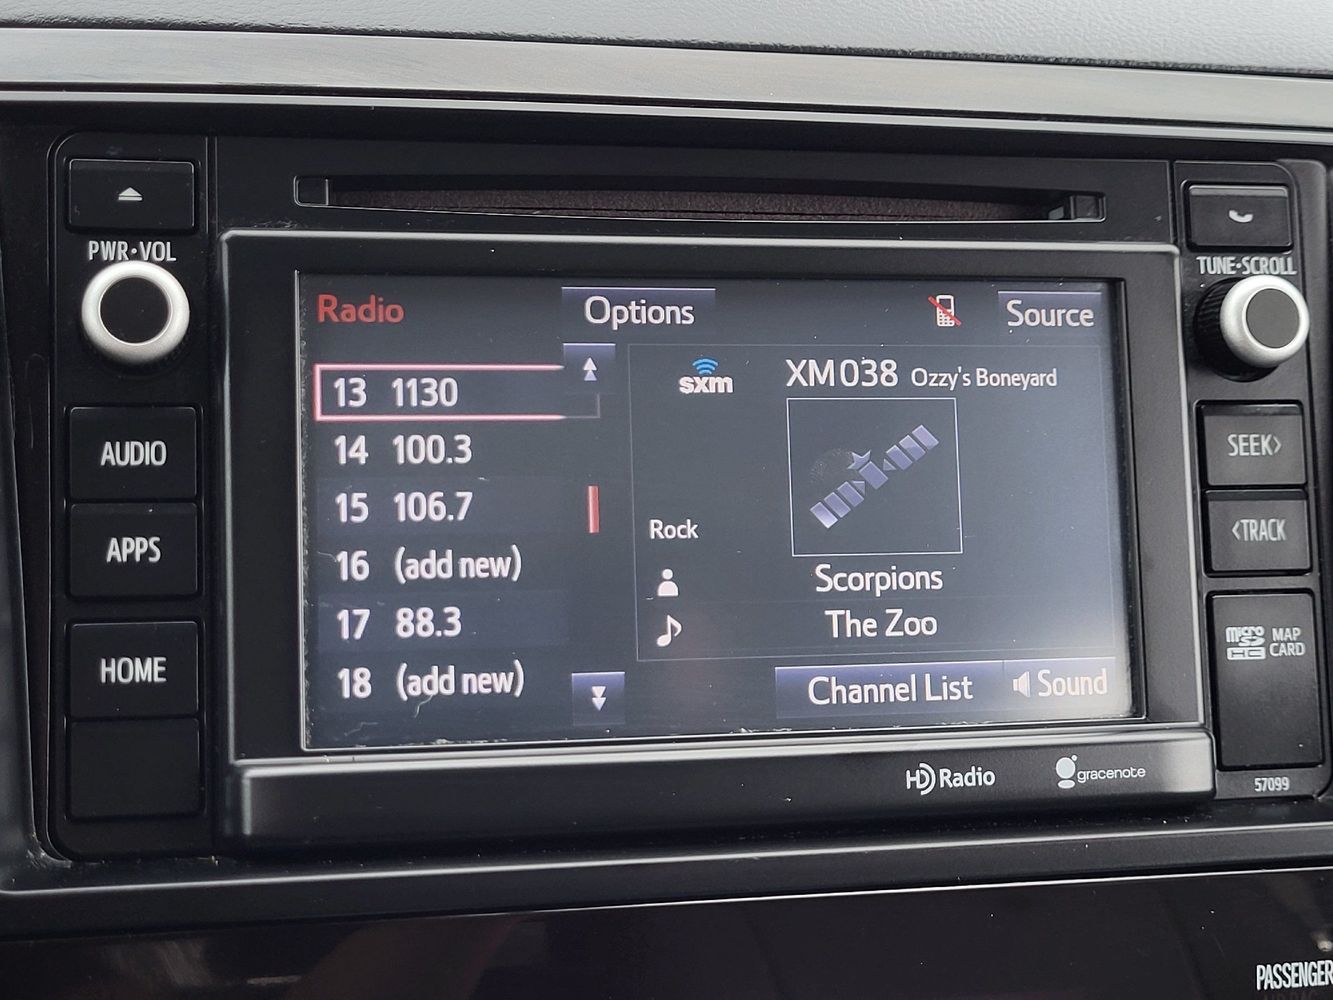 PWR•VOL
TUNE•SCROLL
Radio
Options
Source
13 1130
14 100.3
15 106.7
16 (add new)
17 88.3
18 (add new)
sxm
XM038 Ozzy's Boneyard
Rock
Scorpions
The Zoo
Channel List
Sound
AUDIO
APPS
HOME
SEEK>
<TRACK
micro SD HC
MAP
CARD
57099
HD Radio
gracenote
PASSENGER